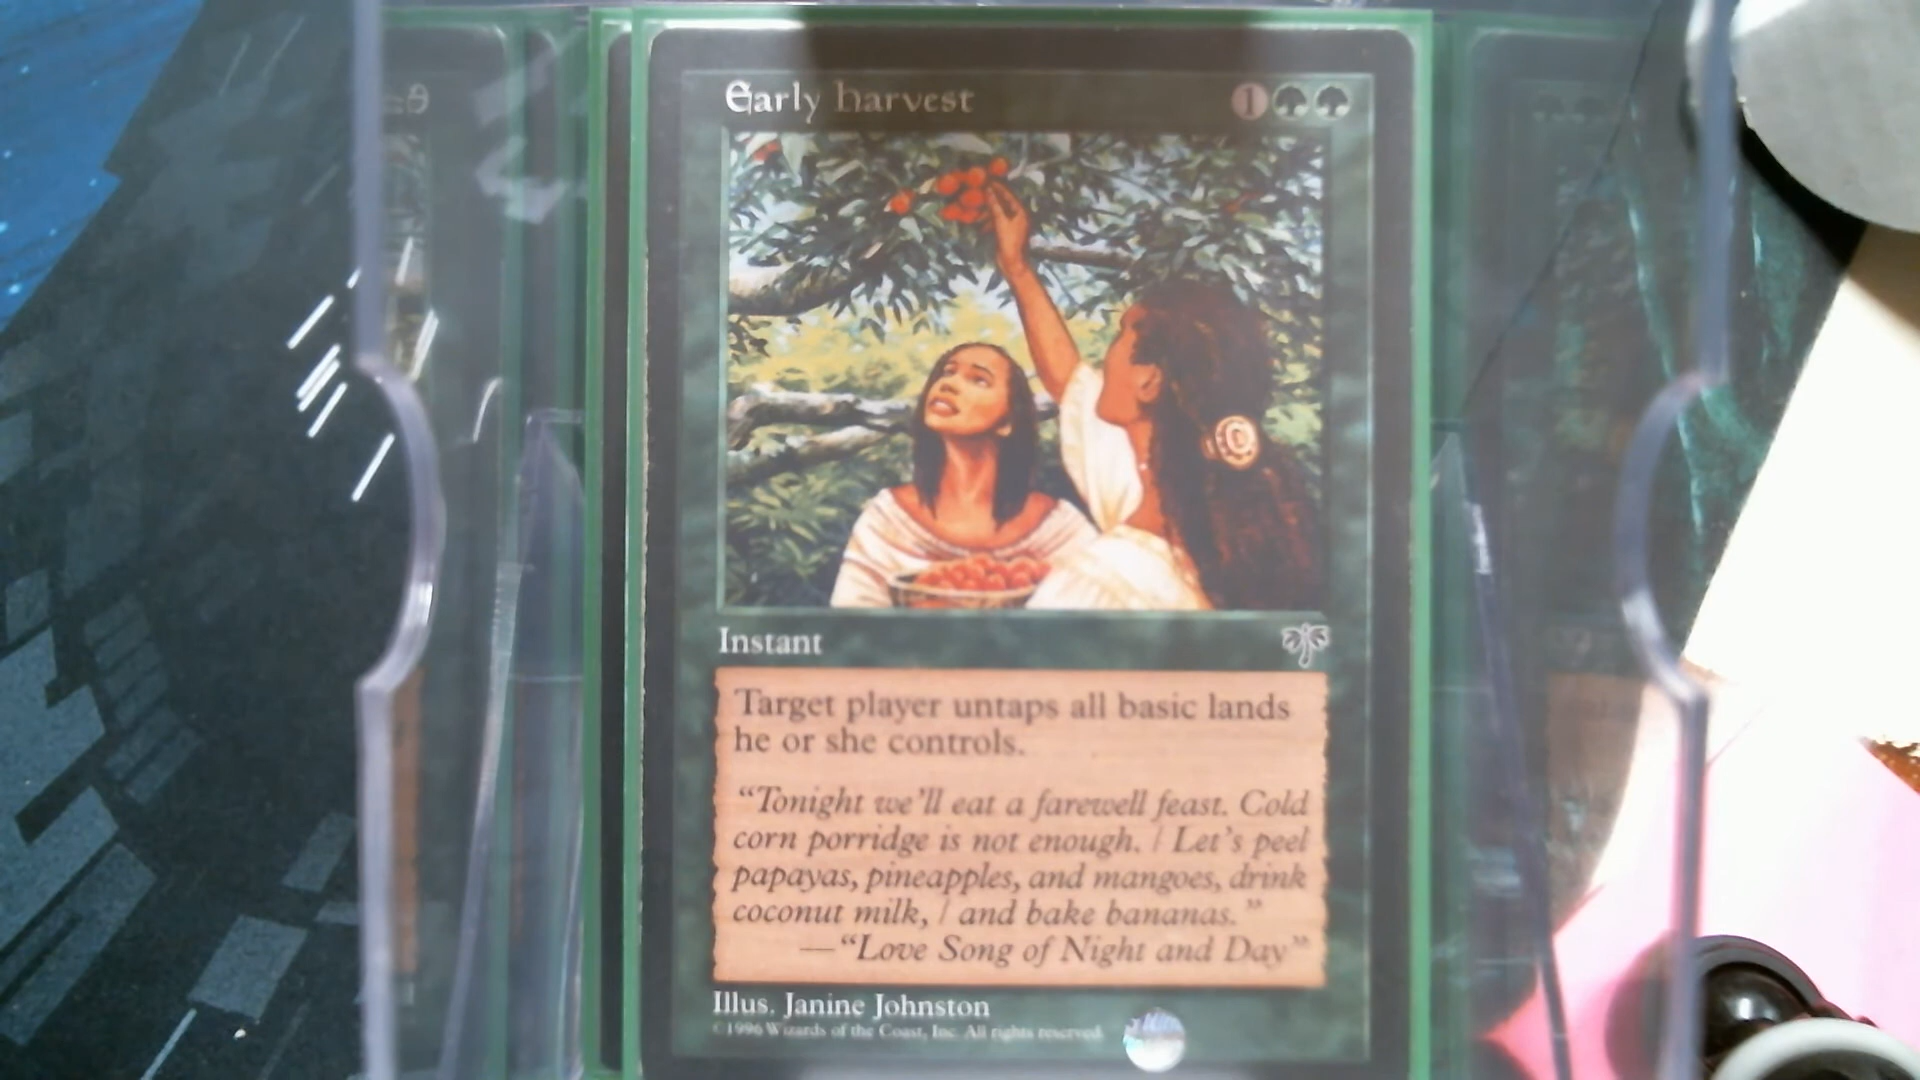 Early Harvest
1
Instant
Target player untaps all basic lands
he or she controls.
“Tonight we’ll eat a farewell feast. Cold
corn porridge is not enough. / Let’s peel
papayas, pineapples, and mangoes, drink
coconut milk, / and bake bananas.”
—“Love Song of Night and Day”
Illus. Janine Johnston
©1996 Wizards of the Coast, Inc. All rights reserved.